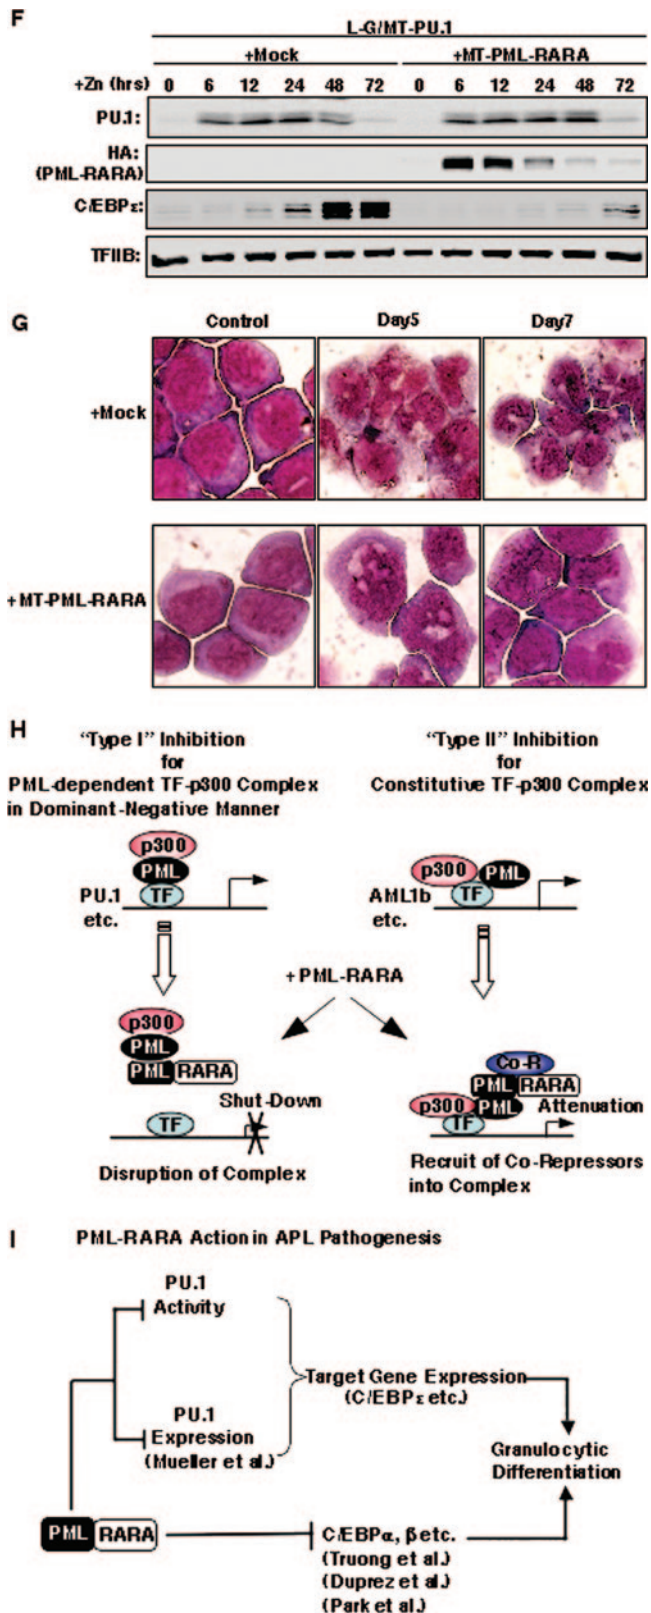 F
L-G/MT-PU.1
+Mock +MT-PML-RARA
+Zn (hrs) 0 6 12 24 48 72 0 6 12 24 48 72
PU.1:
HA:
(PML-RARA)
C/EBPε:
TFIIB:
G
Control Day5 Day7
+Mock
+MT-PML-RARA
H
"Type I" Inhibition
for
PML-dependent TF-p300 Complex
in Dominant-Negative Manner
"Type II" Inhibition
for
Constitutive TF-p300 Complex
p300
PML
TF
PU.1
etc.
p300 PML
TF
AML1b
etc.
+PML-RARA
p300
PML
PML RARA
Shut-Down
TF
Disruption of Complex
Co-R
PML RARA
p300 PML Attenuation
TF
Recruit of Co-Repressors
into Complex
I PML-RARA Action in APL Pathogenesis
PU.1
Activity
Target Gene Expression
(C/EBPε etc.)
PU.1
Expression
(Mueller et al.)
Granulocytic
Differentiation
PML RARA
C/EBPα, β etc.
(Truong et al.)
(Duprez et al.)
(Park et al.)